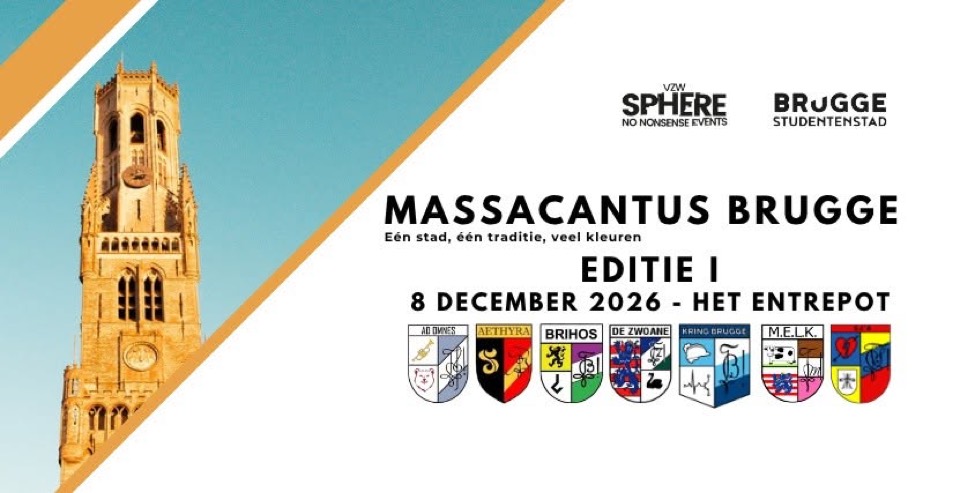 VZW
SPHERE
NO NONSENSE EVENTS
BRUGGE
STUDENTENSTAD
MASSACANTUS BRUGGE
Eén stad, één traditie, veel kleuren
EDITIE I
8 DECEMBER 2026 - HET ENTREPOT
AD OMNES
AETHYRA
BRIHOS
DE ZWOANE
KRING BRUGGE
M.E.L.K.